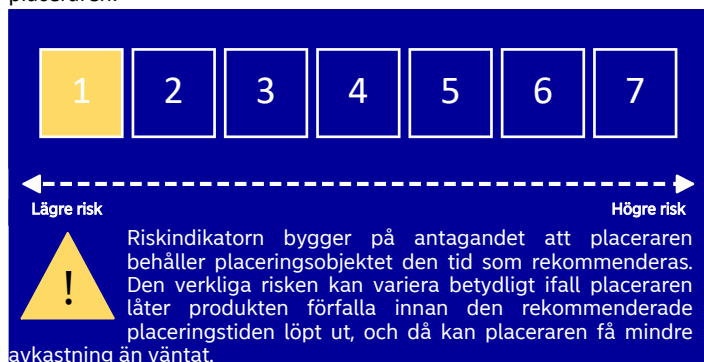 placeraren.
1 2 3 4 5 6 7
Lägre risk Högre risk
!
Riskindikatorn bygger på antagandet att placeraren
behåller placeringsobjektet den tid som rekommenderas.
Den verkliga risken kan variera betydligt ifall placeraren
låter produkten förfalla innan den rekommenderade
placeringstiden löpt ut, och då kan placeraren få mindre
avkastning än väntat.